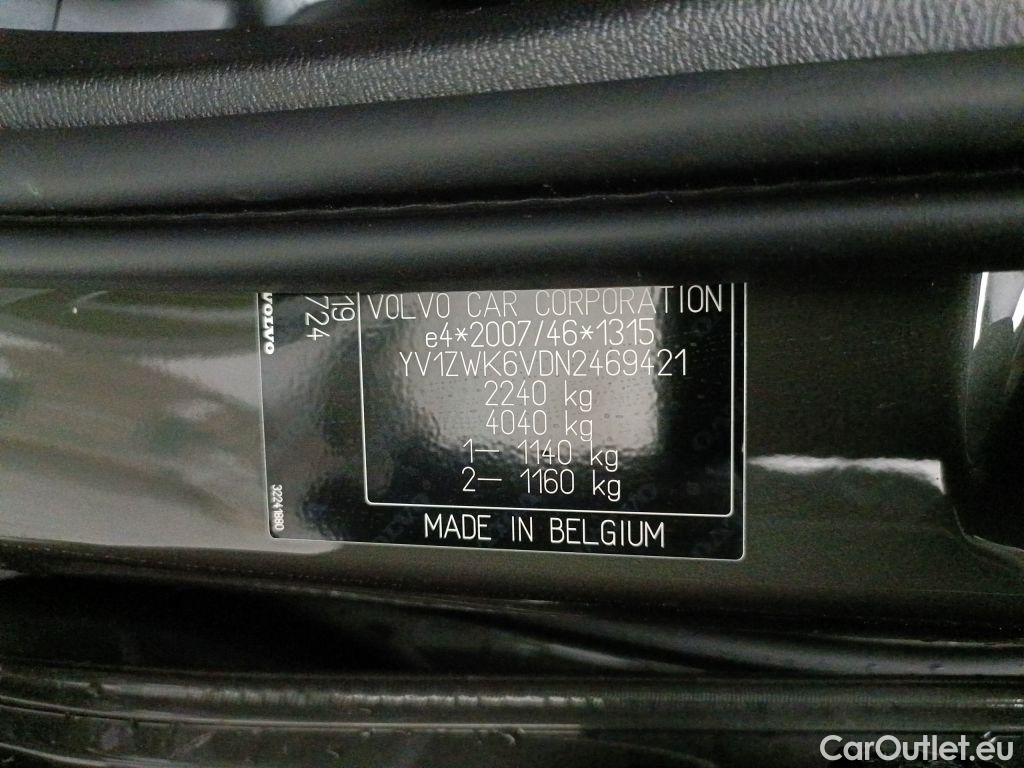 VOLVO
19
724
VOLVO CAR CORPORATION
e4*2007/46*1315
YV1ZWK6VDN2469421
2240 kg
4040 kg
1— 1140 kg
2— 1160 kg
32241880
MADE IN BELGIUM
CarOutlet.eu